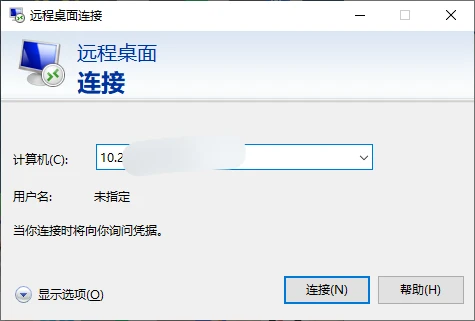 远程桌面连接
远程桌面
连接
计算机(C):
10.2
用户名:
未指定
当你连接时将向你询问凭据。
显示选项(O)
连接(N)
帮助(H)